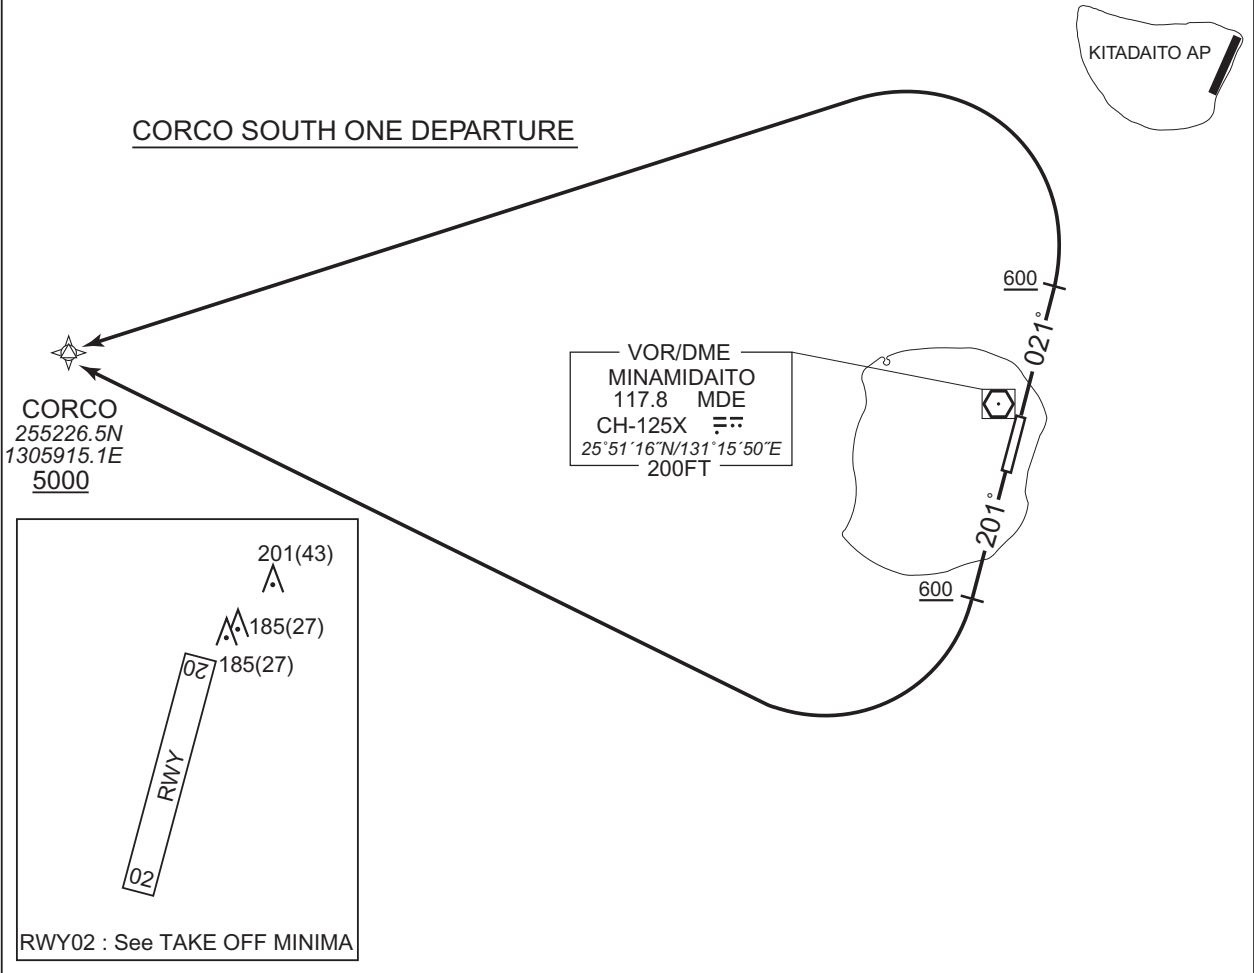 KITADAITO AP
CORCO SOUTH ONE DEPARTURE
600
021°
VOR/DME
MINAMIDAITO
117.8 MDE
CH-125X
25°51´16˝N/131°15´50˝E
200FT
CORCO
255226.5N
1305915.1E
5000
201°
600
201(43)
185(27)
185(27)
20
RWY
02
RWY02 : See TAKE OFF MINIMA